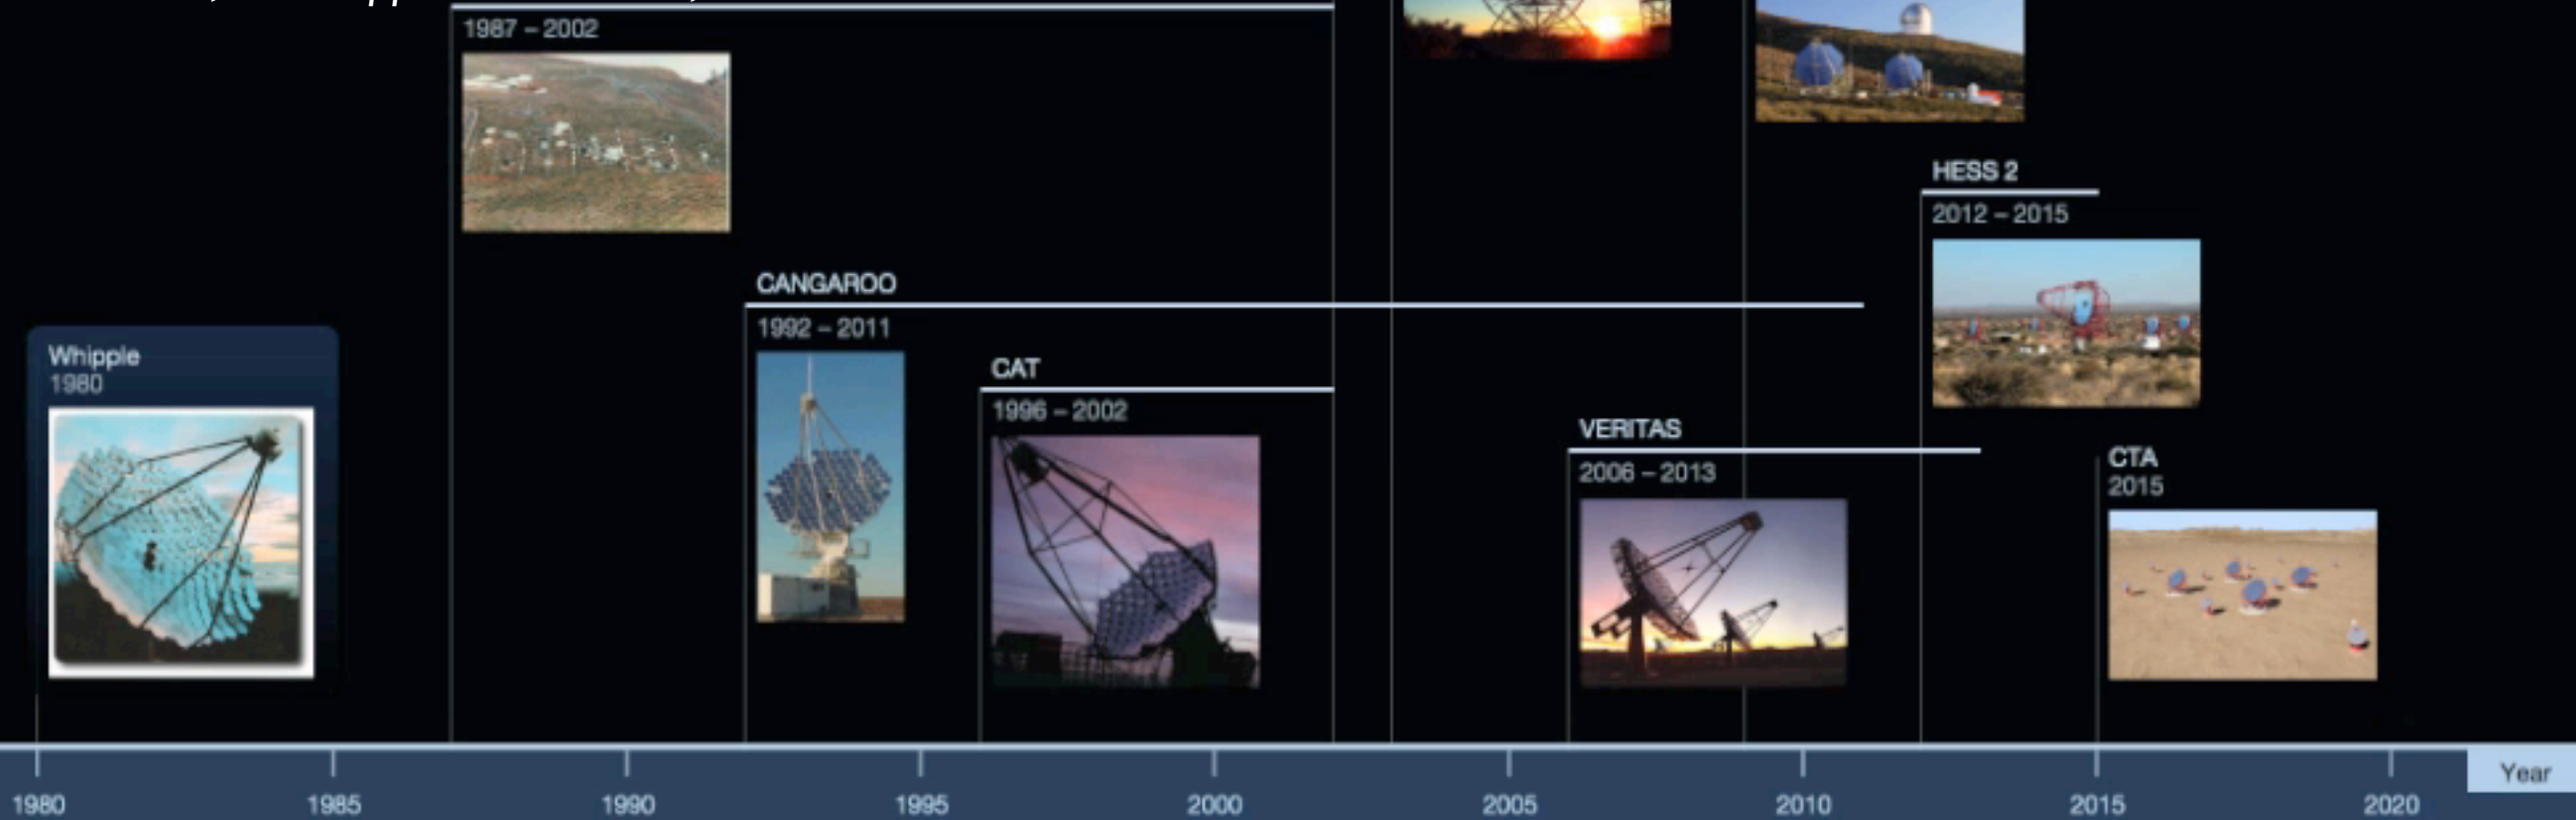 1987 – 2002
HESS 2
2012 – 2015
CANGAROO
1992 – 2011
Whipple
1980
CAT
1996 – 2002
VERITAS
2006 – 2013
CTA
2015
Year
1980 1985 1990 1995 2000 2005 2010 2015 2020